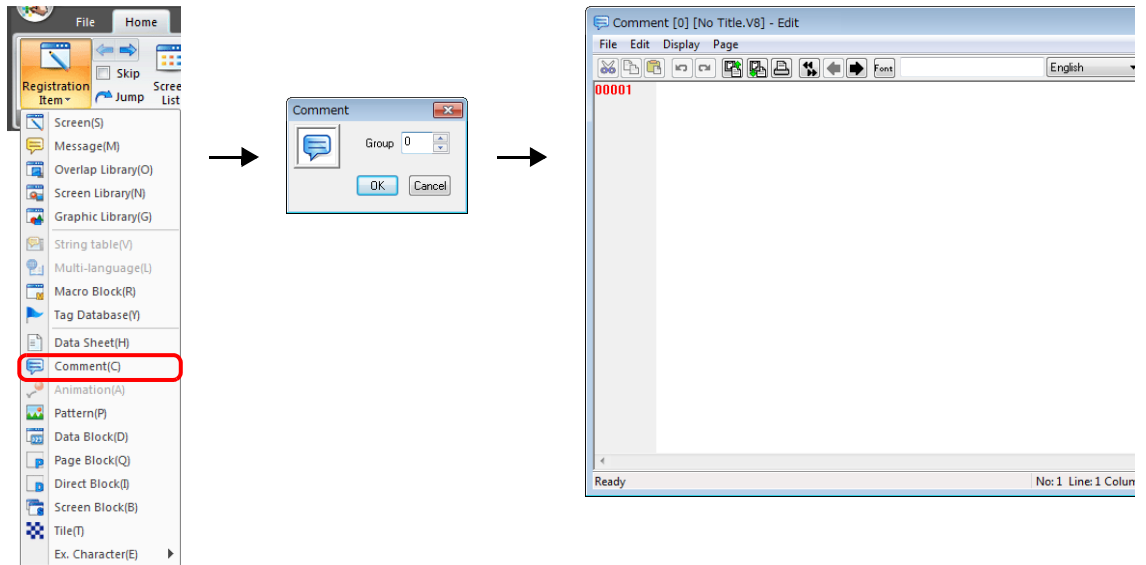 File Home
Skip
Registration Item
Jump
Screen(S)
Message(M)
Overlap Library(O)
Screen Library(N)
Graphic Library(G)
String table(V)
Multi-language(L)
Macro Block(R)
Tag Database(Y)
Data Sheet(H)
Comment(C)
Animation(A)
Pattern(P)
Data Block(D)
Page Block(Q)
Direct Block(I)
Screen Block(B)
Tile(T)
Ex. Character(E)
Comment
Group 0
OK Cancel
Comment [0] [No Title.V8] - Edit
File Edit Display Page
Font English
00001
Ready No: 1 Line: 1 Colum